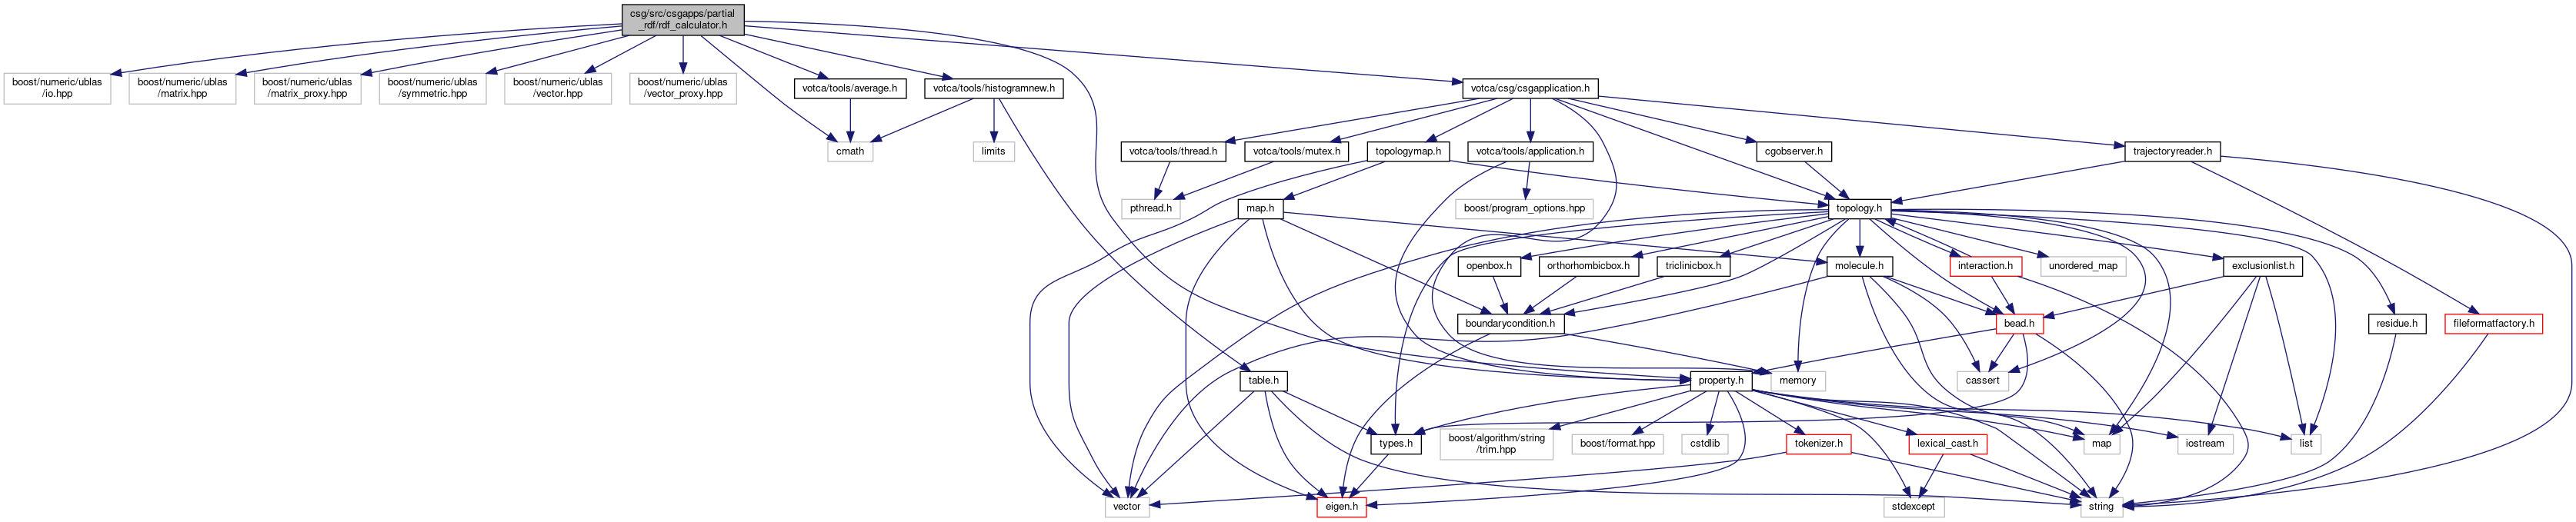 csg/src/csgapps/partial
_rdf/rdf_calculator.h
boost/numeric/ublas
/io.hpp
boost/numeric/ublas
/matrix.hpp
boost/numeric/ublas
/matrix_proxy.hpp
boost/numeric/ublas
/symmetric.hpp
boost/numeric/ublas
/vector.hpp
boost/numeric/ublas
/vector_proxy.hpp
votca/tools/average.h
votca/tools/histogramnew.h
votca/csg/csgapplication.h
cmath
limits
votca/tools/thread.h
votca/tools/mutex.h
topologymap.h
votca/tools/application.h
cgobserver.h
trajectoryreader.h
pthread.h
map.h
boost/program_options.hpp
topology.h
openbox.h
orthorhombicbox.h
triclinicbox.h
molecule.h
interaction.h
unordered_map
exclusionlist.h
boundarycondition.h
bead.h
residue.h
fileformatfactory.h
table.h
property.h
memory
cassert
types.h
boost/algorithm/string
/trim.hpp
boost/format.hpp
cstdlib
tokenizer.h
lexical_cast.h
map
iostream
list
vector
eigen.h
stdexcept
string